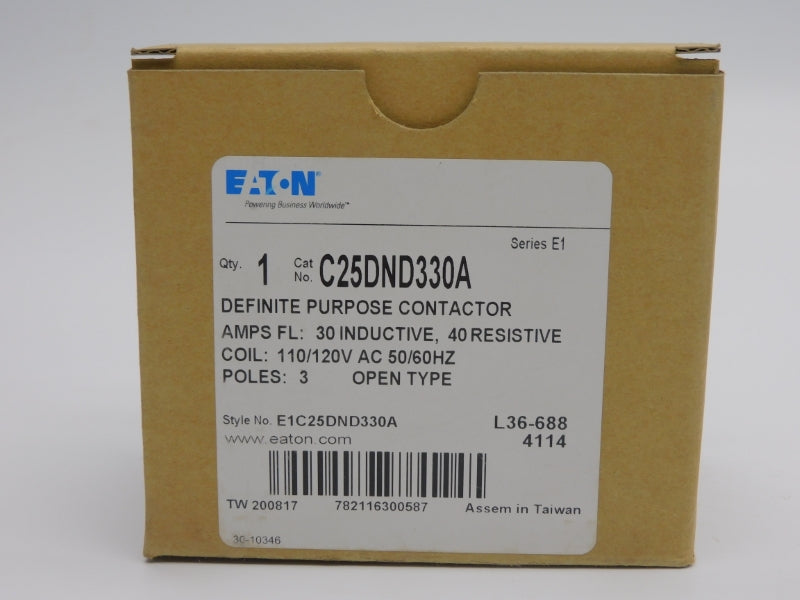 EATON®
Powering Business Worldwide™
Series E1
Qty. 1 Cat No. C25DND330A
DEFINITE PURPOSE CONTACTOR
AMPS FL: 30 INDUCTIVE, 40 RESISTIVE
COIL: 110/120V AC 50/60HZ
POLES: 3 OPEN TYPE
Style No. E1C25DND330A L36-688
www.eaton.com 4114
TW 200817 782116300587 Assem in Taiwan
30-10346